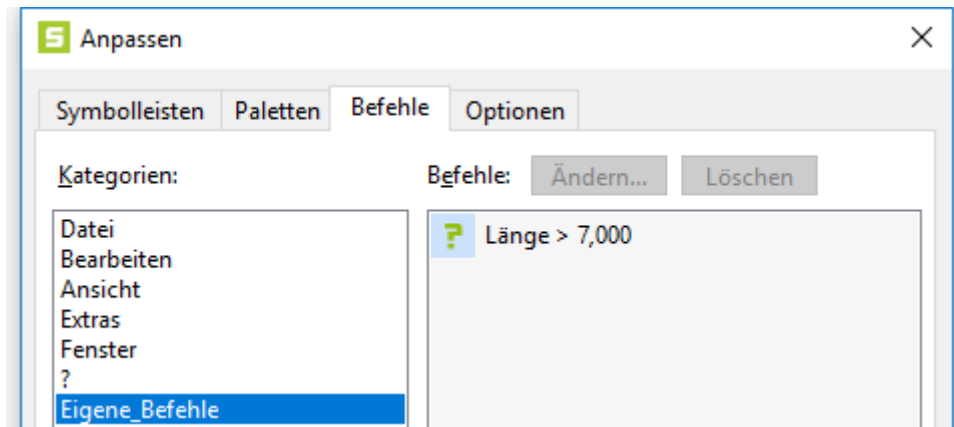 Anpassen
Symbolleisten Paletten Befehle Optionen
Kategorien: Befehle: Ändern... Löschen
Datei
Bearbeiten
Ansicht
Extras
Fenster
?
Eigene_Befehle
? Länge > 7,000